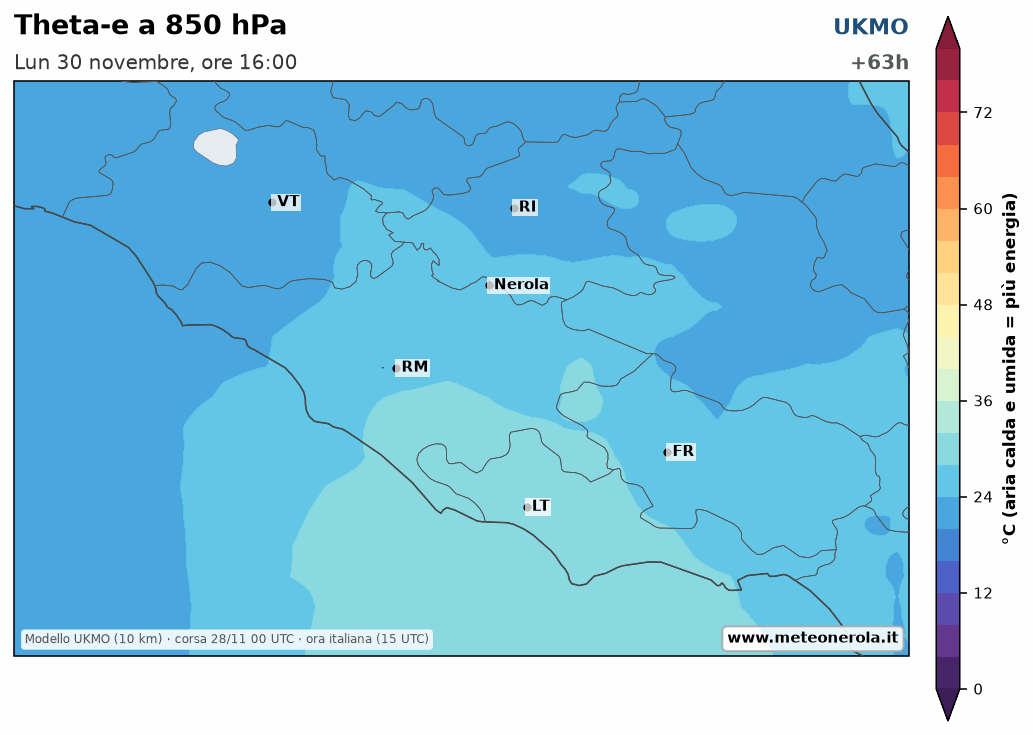 Theta-e a 850 hPa
UKMO
Lun 30 novembre, ore 16:00
+63h
VT
RI
Nerola
RM
FR
LT
72
60
48
36
24
12
0
°C (aria calda e umida = più energia)
Modello UKMO (10 km) · corsa 28/11 00 UTC · ora italiana (15 UTC)
www.meteonerola.it